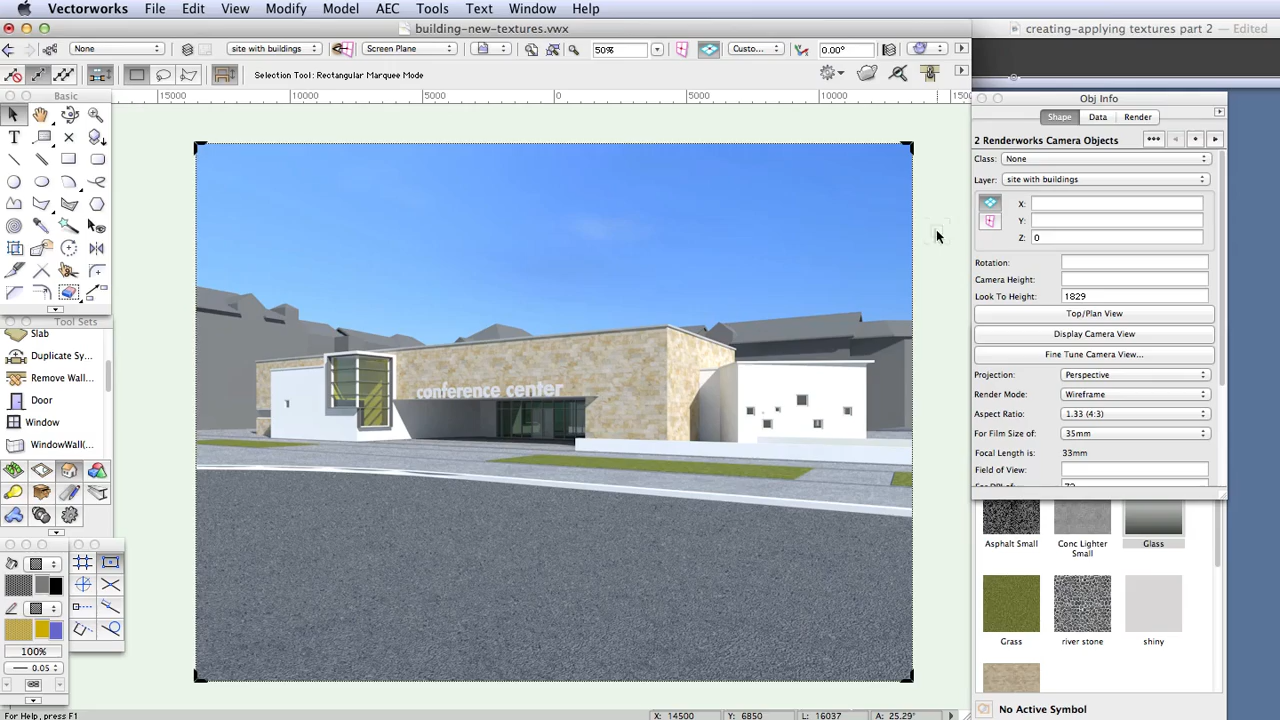 Vectorworks File Edit View Modify Model AEC Tools Text Window Help
building-new-textures.vwx
creating-applying textures part 2 — Edited
None
site with buildings
Screen Plane
50%
Custo...
0.00°
Selection Tool: Rectangular Marquee Mode
Basic
15000 10000 5000 0 5000 10000 1500
Obj Info
Shape Data Render
2 Renderworks Camera Objects
Class: None
Layer: site with buildings
X:
Y:
Z: 0
Rotation:
Camera Height:
Look To Height: 1829
Top/Plan View
Display Camera View
Fine Tune Camera View...
Projection: Perspective
Render Mode: Wireframe
Aspect Ratio: 1.33 (4:3)
For Film Size of: 35mm
Focal Length is: 33mm
Field of View:
Tool Sets
Slab
Duplicate Sy...
Remove Wall...
Door
Window
WindowWall(
conference center
Asphalt Small
Conc Lighter Small
Glass
Grass
river stone
shiny
100%
0.05
No Active Symbol
For Help, press F1
X: 14500 Y: 6850 L: 16037 A: 25.29°